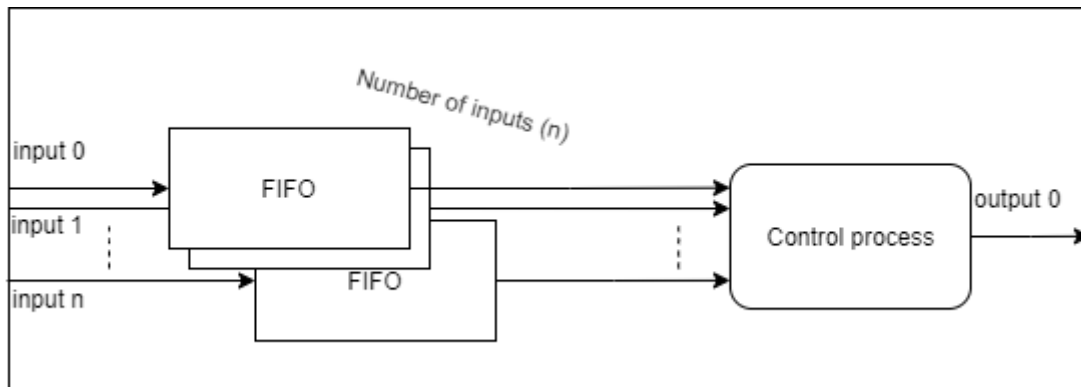 Number of inputs (n)
input 0
FIFO
output 0
input 1
Control process
FIFO
input n